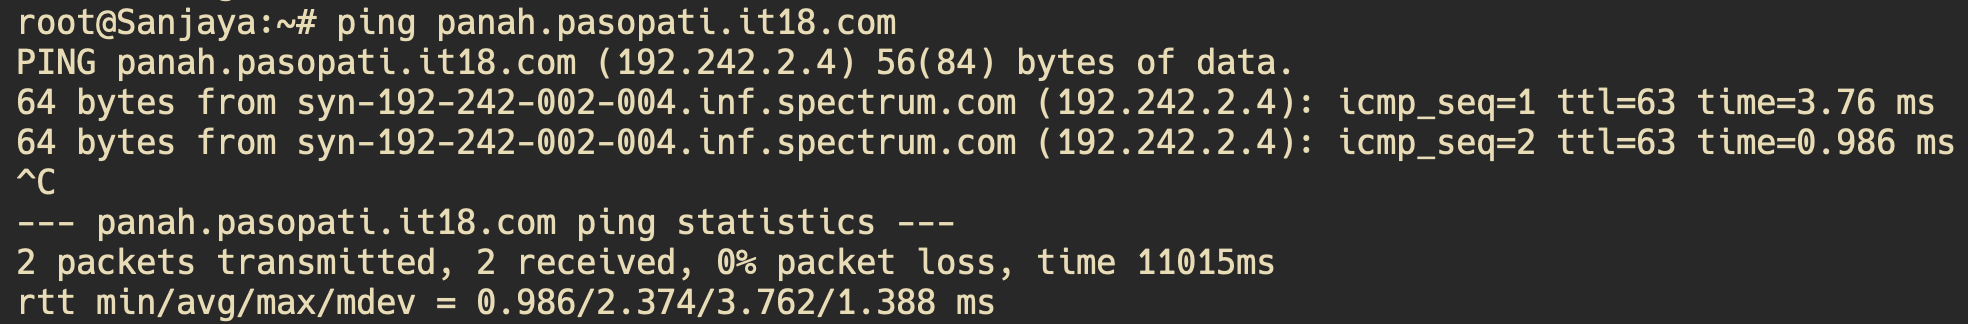 root@Sanjaya:~# ping panah.pasopati.it18.com
PING panah.pasopati.it18.com (192.242.2.4) 56(84) bytes of data.
64 bytes from syn-192-242-002-004.inf.spectrum.com (192.242.2.4): icmp_seq=1 ttl=63 time=3.76 ms
64 bytes from syn-192-242-002-004.inf.spectrum.com (192.242.2.4): icmp_seq=2 ttl=63 time=0.986 ms
^C
--- panah.pasopati.it18.com ping statistics ---
2 packets transmitted, 2 received, 0% packet loss, time 11015ms
rtt min/avg/max/mdev = 0.986/2.374/3.762/1.388 ms